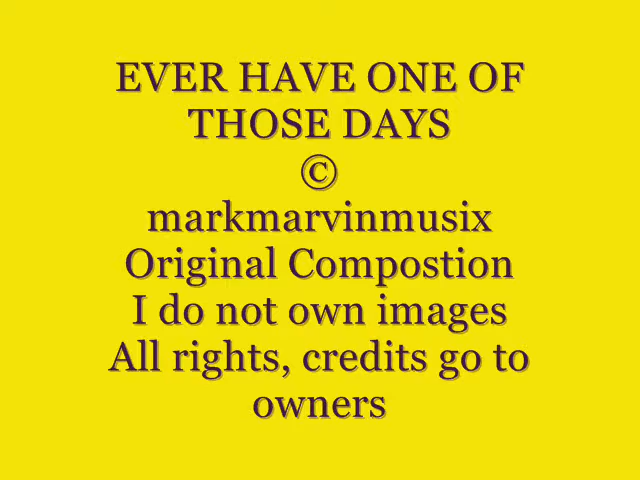 EVER HAVE ONE OF
THOSE DAYS
©
markmarvinmusix
Original Compostion
I do not own images
All rights, credits go to
owners